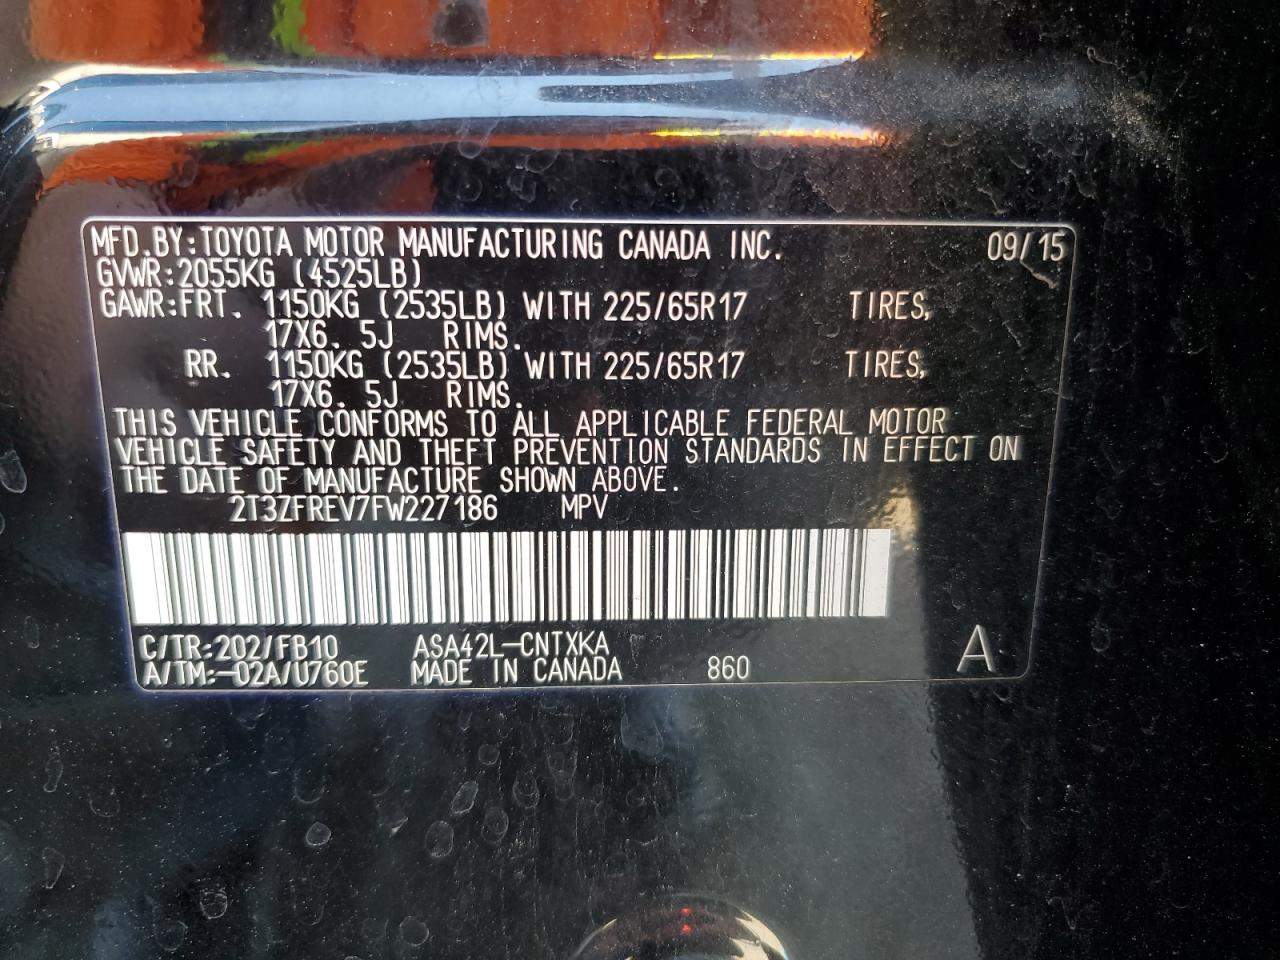 MFD.BY:TOYOTA MOTOR MANUFACTURING CANADA INC. 09/15
GVWR:2055KG (4525LB)
GAWR:FRT. 1150KG (2535LB) WITH 225/65R17 TIRES,
17X6.5J RIMS.
RR. 1150KG (2535LB) WITH 225/65R17 TIRES,
17X6.5J RIMS.
THIS VEHICLE CONFORMS TO ALL APPLICABLE FEDERAL MOTOR
VEHICLE SAFETY AND THEFT PREVENTION STANDARDS IN EFFECT ON
THE DATE OF MANUFACTURE SHOWN ABOVE.
2T3ZFREV7FW227186 MPV
C/TR:202/FB10 ASA42L-CNTXKA
A/TM:-02A/U760E MADE IN CANADA 860 A